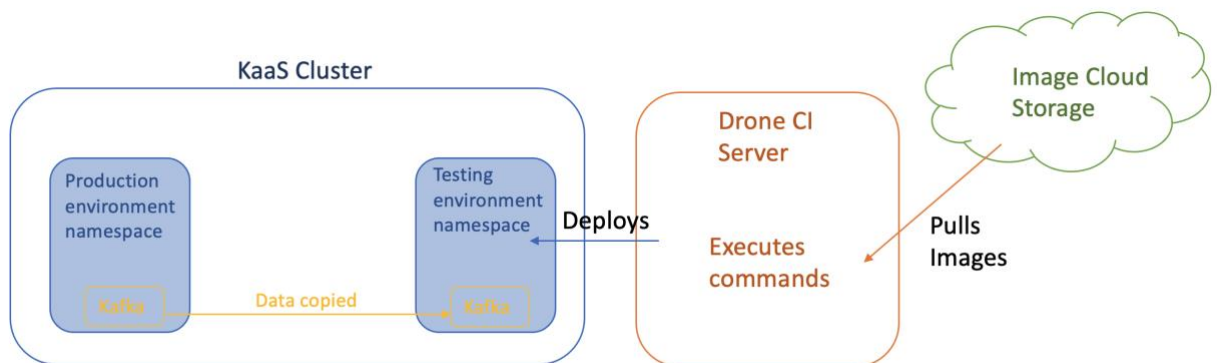 KaaS Cluster
Production
environment
namespace
Kafka
Data copied
Testing
environment
namespace
Kafka
Deploys
Drone CI
Server
Executes
commands
Pulls
Images
Image Cloud
Storage